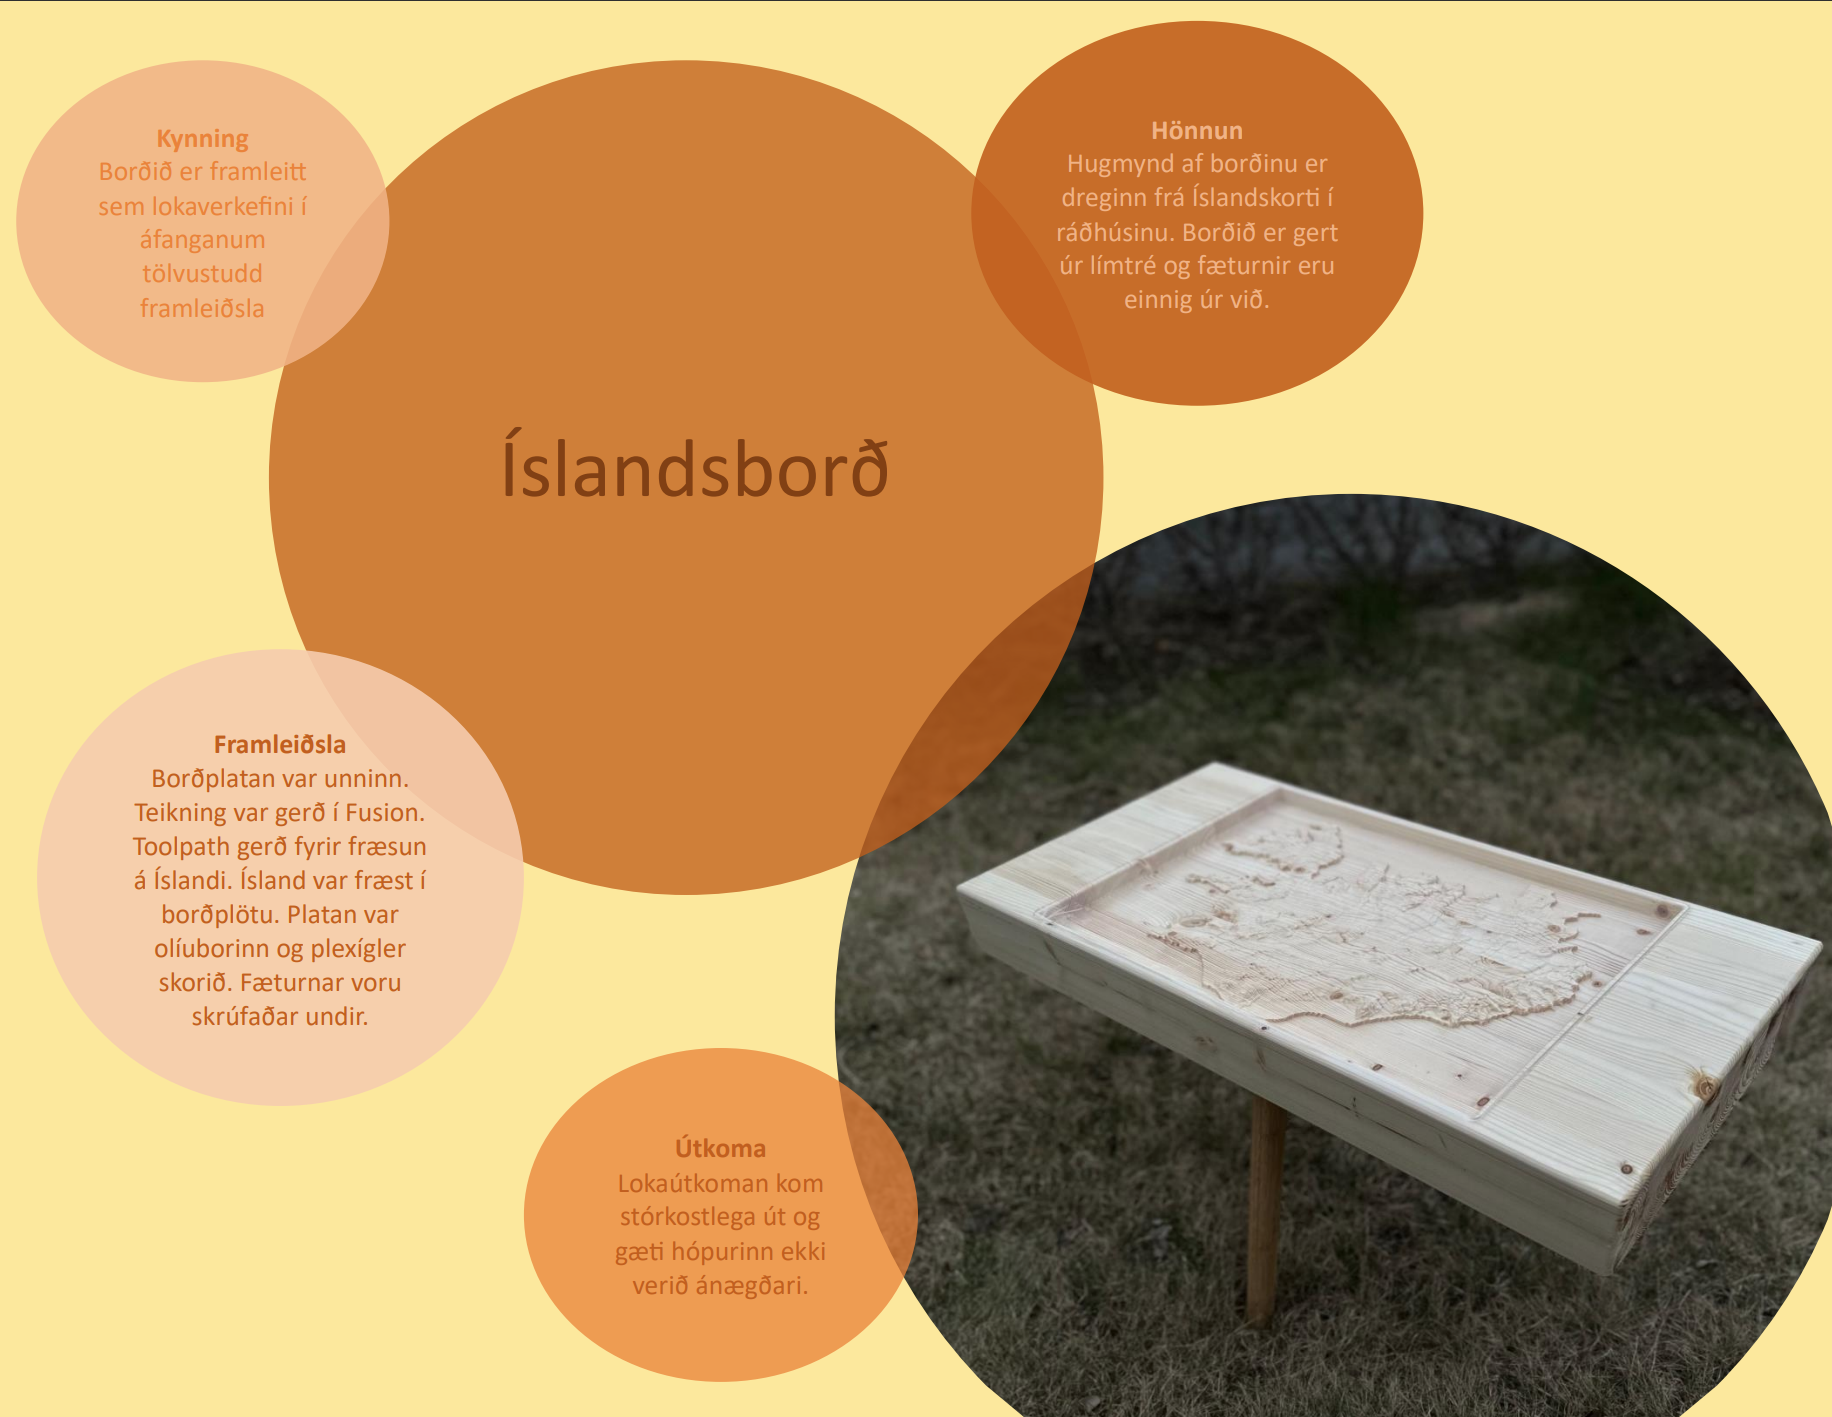 Kynning
Borðið er framleitt
sem lokaverkefini í
áfanganum
tölvustudd
framleiðsla
Hönnun
Hugmynd af borðinu er
dreginn frá Íslandskorti í
ráðhúsinu. Borðið er gert
úr límtré og fæturnir eru
einnig úr við.
Íslandsborð
Framleiðsla
Borðplatan var unninn.
Teikning var gerð í Fusion.
Toolpath gerð fyrir fræsun
á Íslandi. Ísland var fræst í
borðplötu. Platan var
olíuborinn og plexígler
skorið. Fæturnar voru
skrúfaðar undir.
Útkoma
Lokaútkoman kom
stórkostlega út og
gæti hópurinn ekki
verið ánægðari.